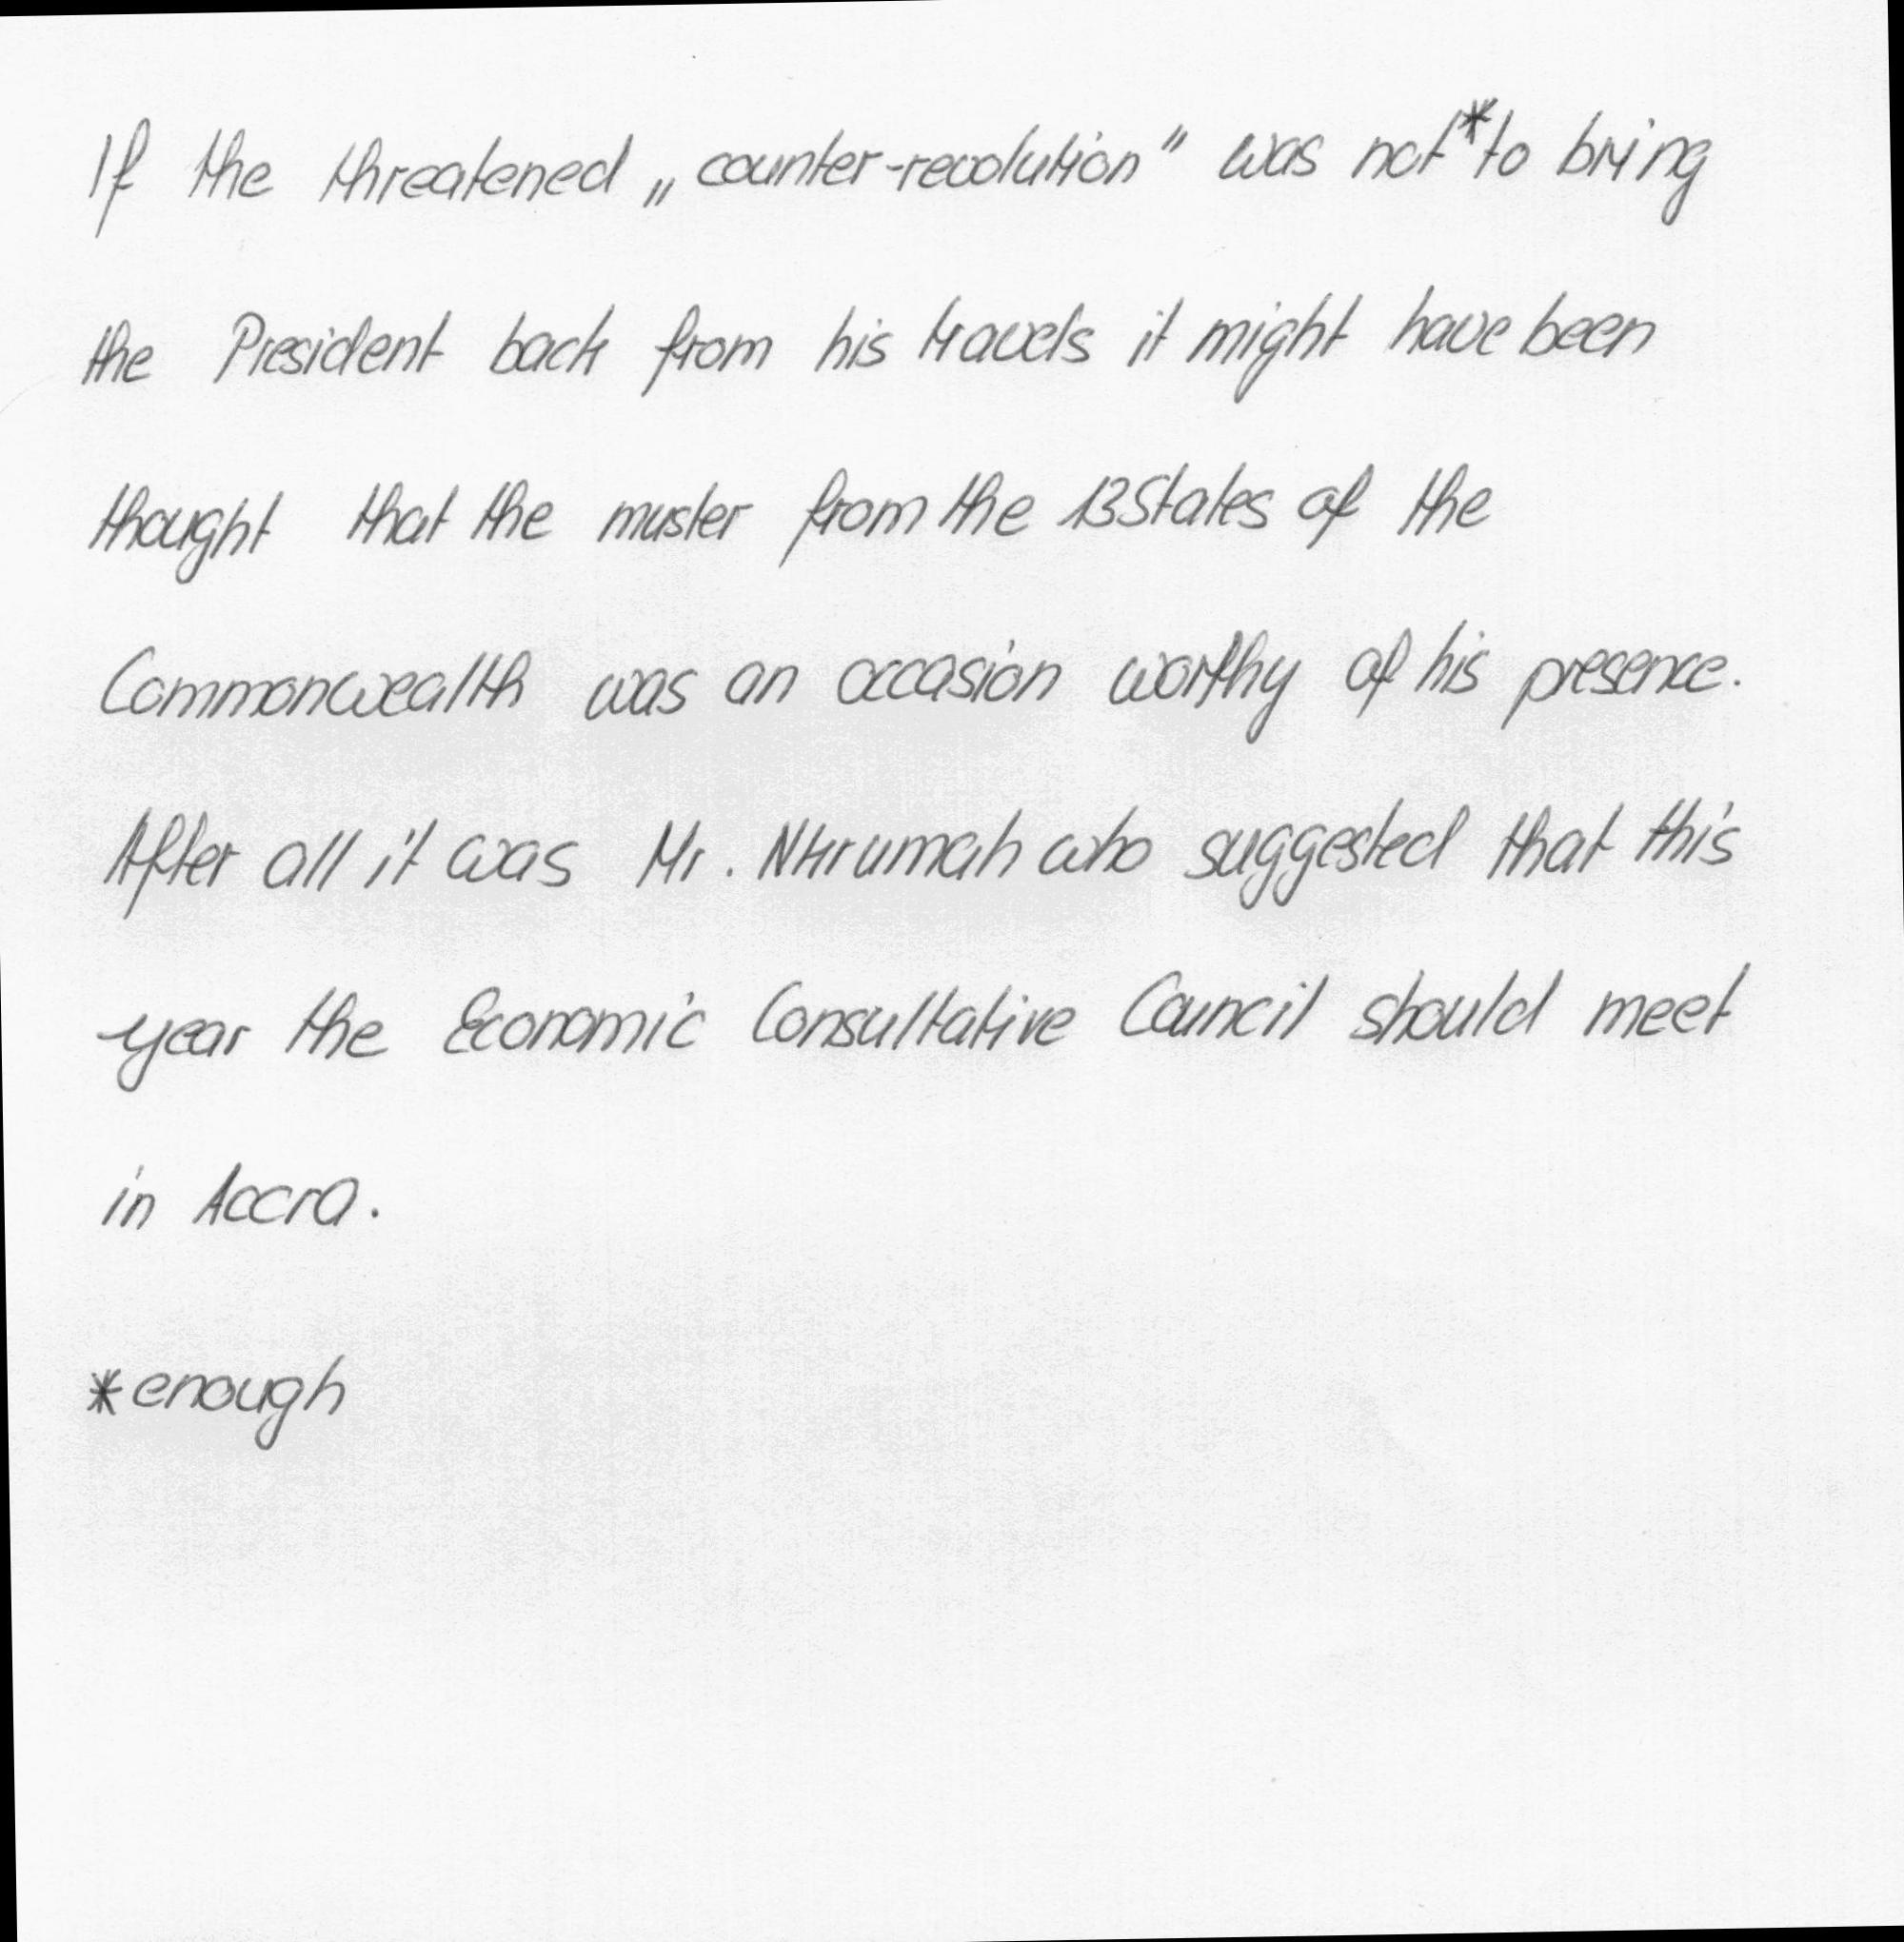 If the threatened „counter-revolution" was not*to bring
the President back from his travels it might have been
thought that the muster from the 13 States of the
Commonwealth was an occasion worthy of his presence.
After all it was Mr. Nkrumah who suggested that this
year the Economic Consultative Council should meet
in Accra.
*enough